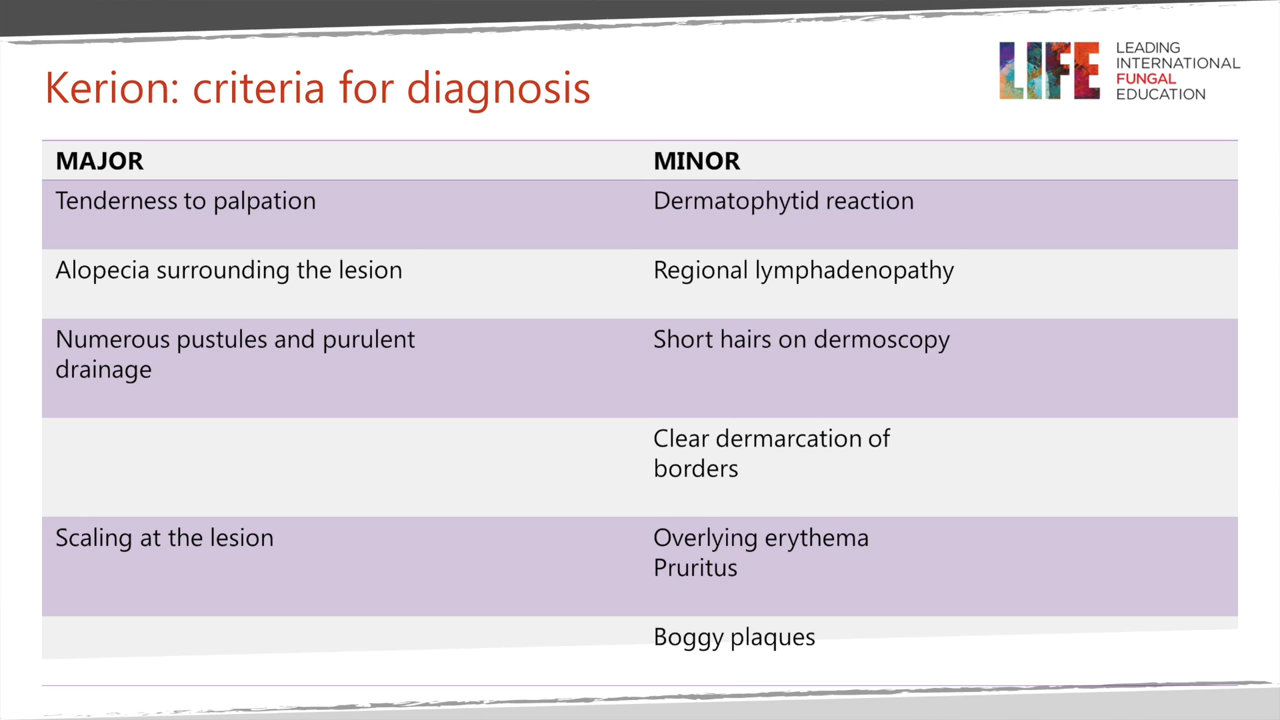 Kerion: criteria for diagnosis
LIFE
LEADING
INTERNATIONAL
FUNGAL
EDUCATION
MAJOR
MINOR
Tenderness to palpation
Dermatophytid reaction
Alopecia surrounding the lesion
Regional lymphadenopathy
Numerous pustules and purulent
drainage
Short hairs on dermoscopy
Clear dermarcation of
borders
Scaling at the lesion
Overlying erythema
Pruritus
Boggy plaques